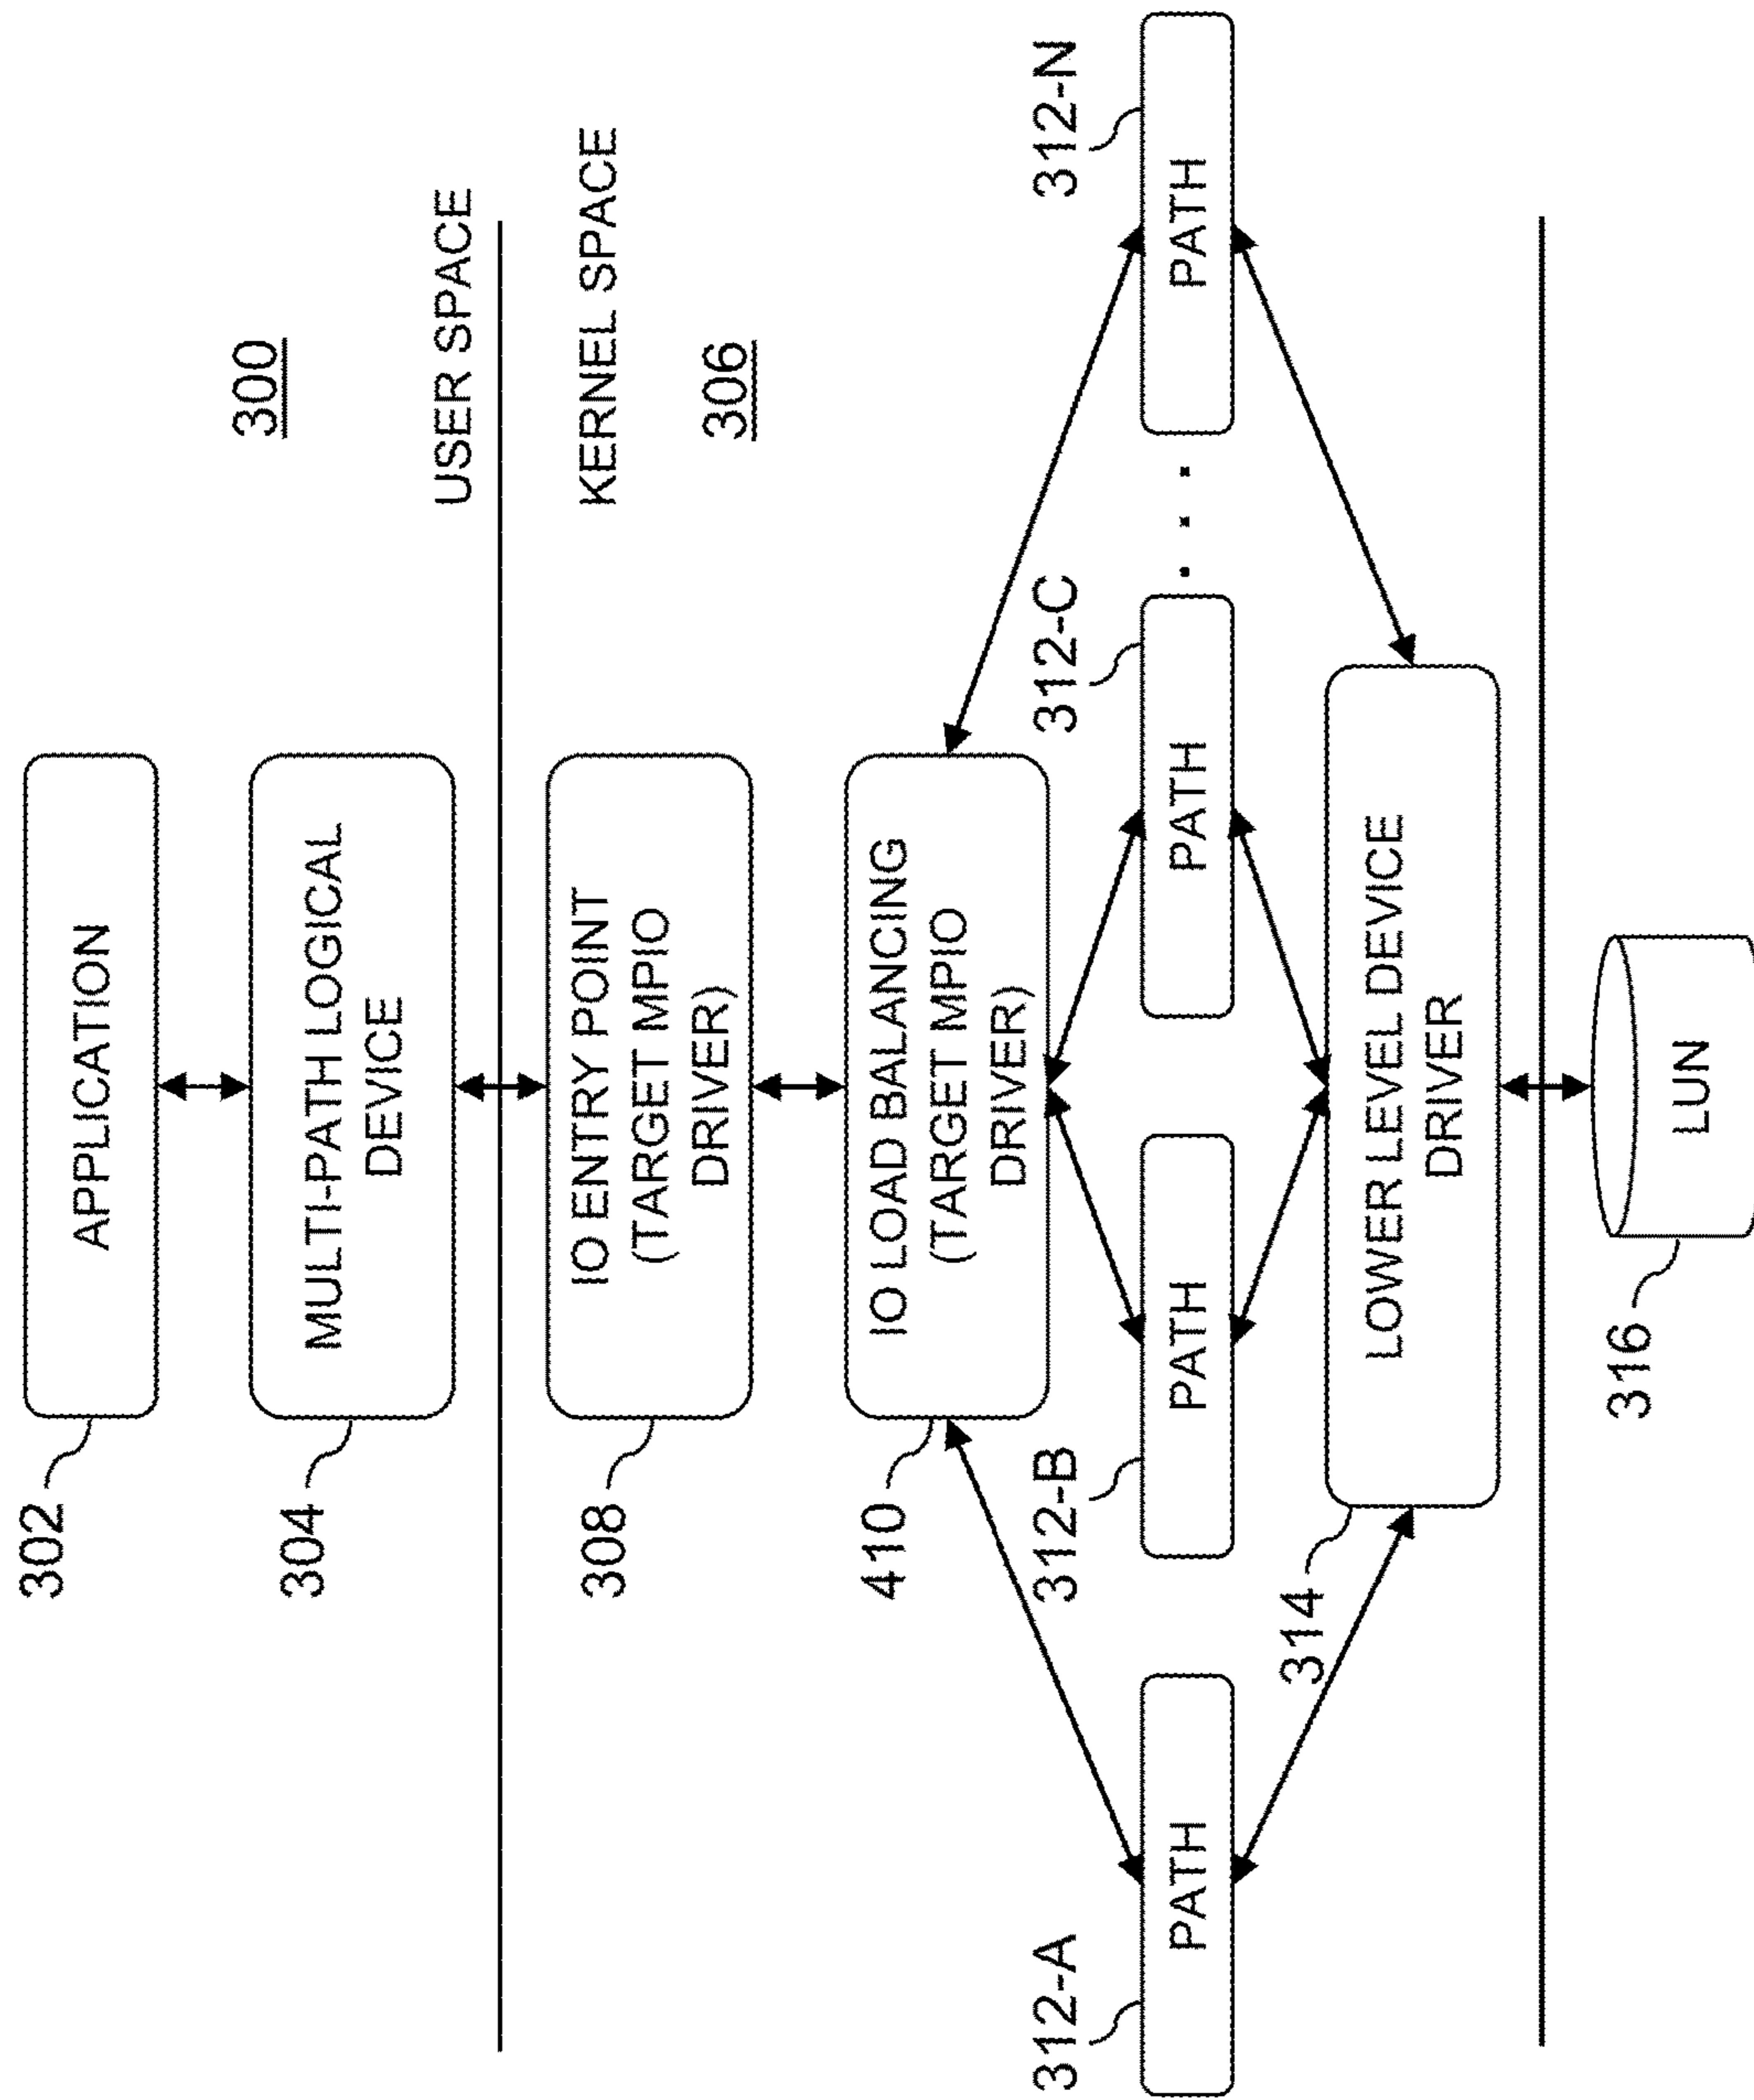 302
APPLICATION
300
304
MULTI-PATH LOGICAL
DEVICE
USER SPACE
KERNEL SPACE
306
308
IO ENTRY POINT
(TARGET MPIO
DRIVER)
410
IO LOAD BALANCING
(TARGET MPIO
DRIVER)
312-A
312-B
312-C
312-N
PATH
PATH
PATH
. . .
PATH
314
LOWER LEVEL DEVICE
DRIVER
316
LUN